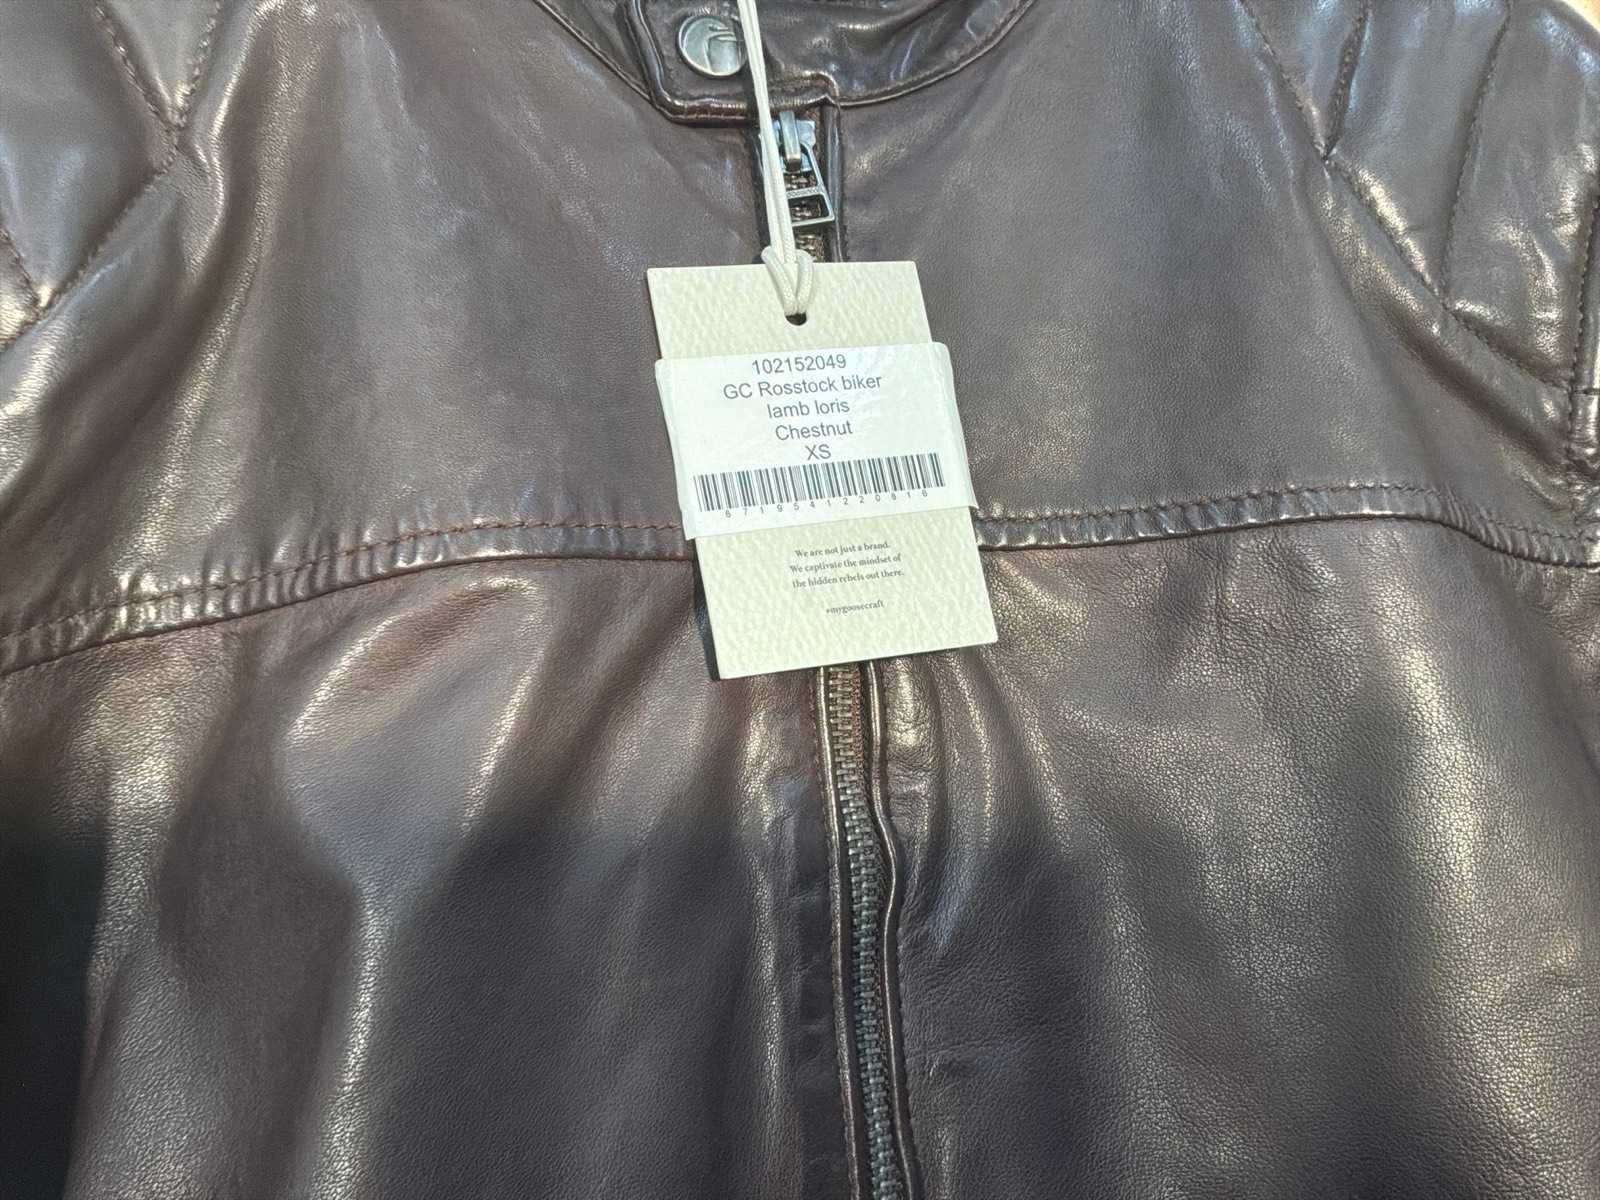 102152049
GC Rosstock biker
lamb loris
Chestnut
XS
6719541220816
We are not just a brand.
We captivate the mindset of
the hidden rebels out there.
#mygoosecraft